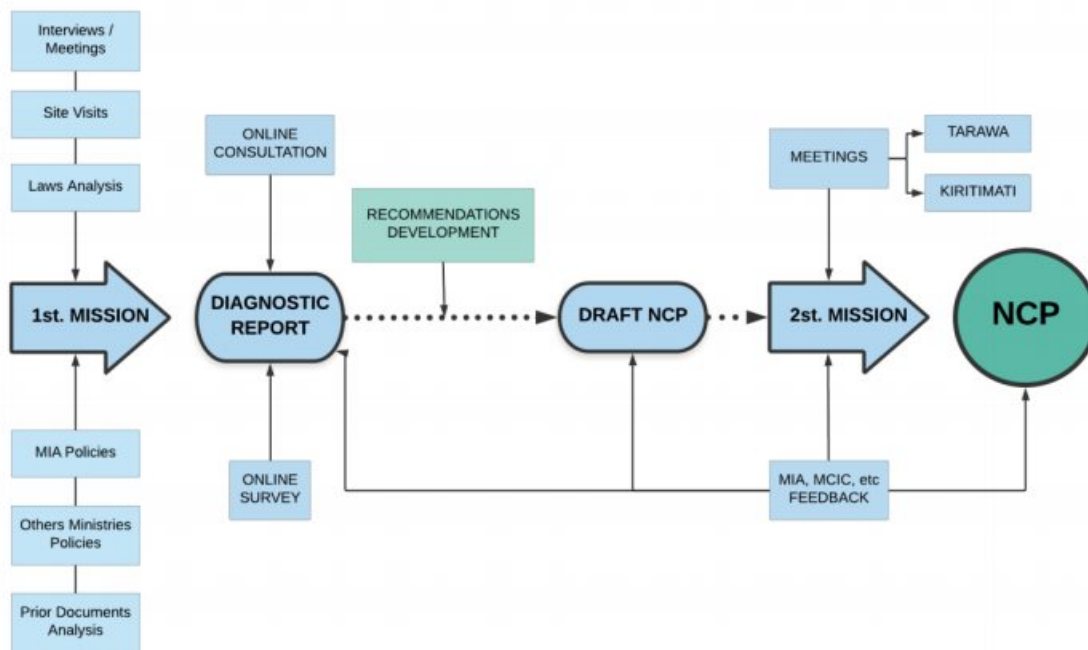 Interviews /
Meetings
Site Visits
Laws Analysis
1st. MISSION
MIA Policies
Others Ministries
Policies
Prior Documents
Analysis
ONLINE
CONSULTATION
DIAGNOSTIC
REPORT
ONLINE
SURVEY
RECOMMENDATIONS
DEVELOPMENT
DRAFT NCP
MEETINGS
TARAWA
KIRITIMATI
2st. MISSION
MIA, MCIC, etc
FEEDBACK
NCP